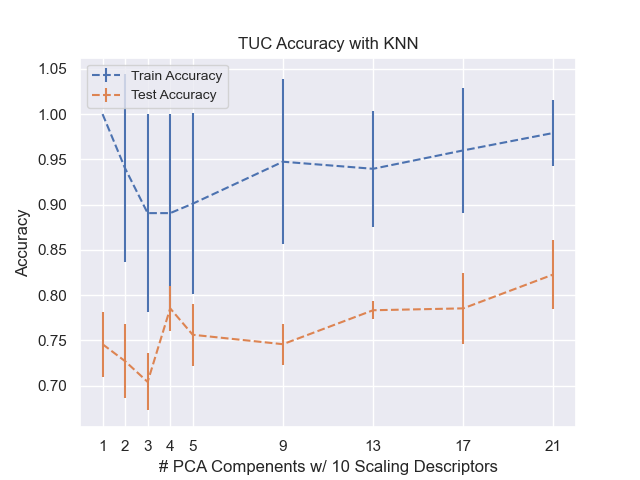 TUC Accuracy with KNN
Train Accuracy
Test Accuracy
Accuracy
1.05
1.00
0.95
0.90
0.85
0.80
0.75
0.70
1 2 3 4 5 9 13 17 21
# PCA Compenents w/ 10 Scaling Descriptors